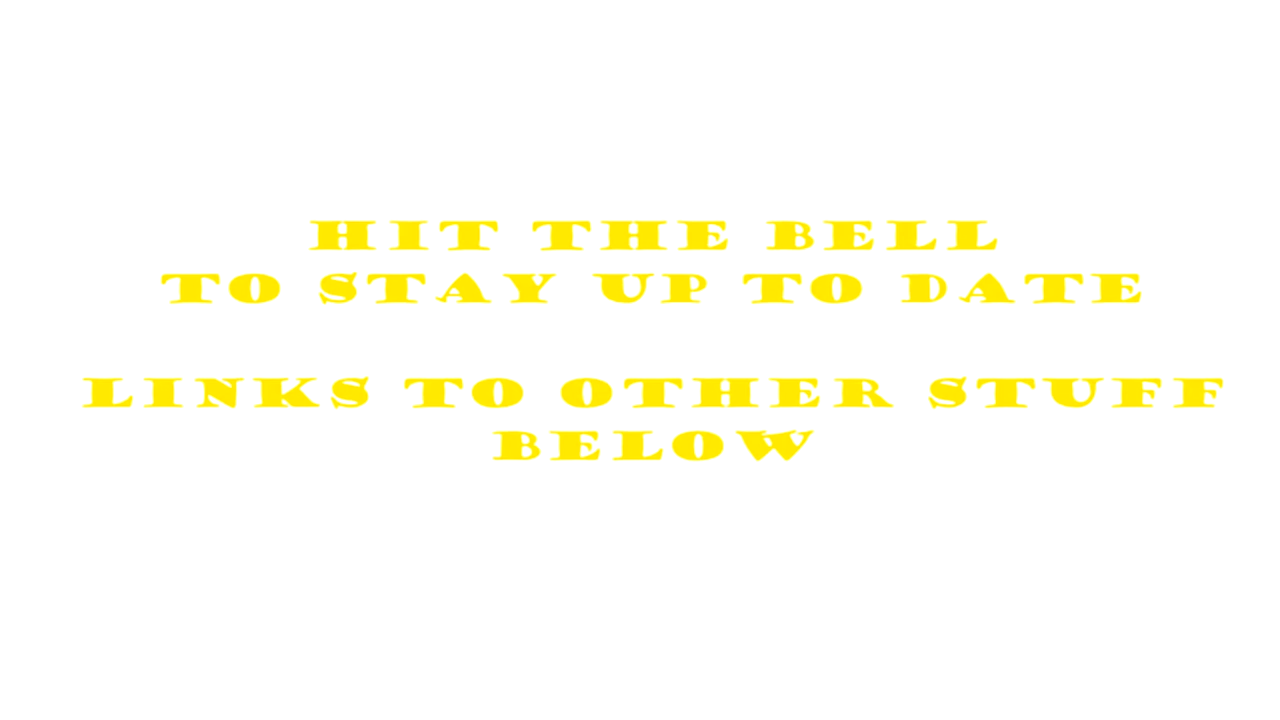 HIT THE BELL
TO STAY UP TO DATE
LINKS TO OTHER STUFF
BELOW